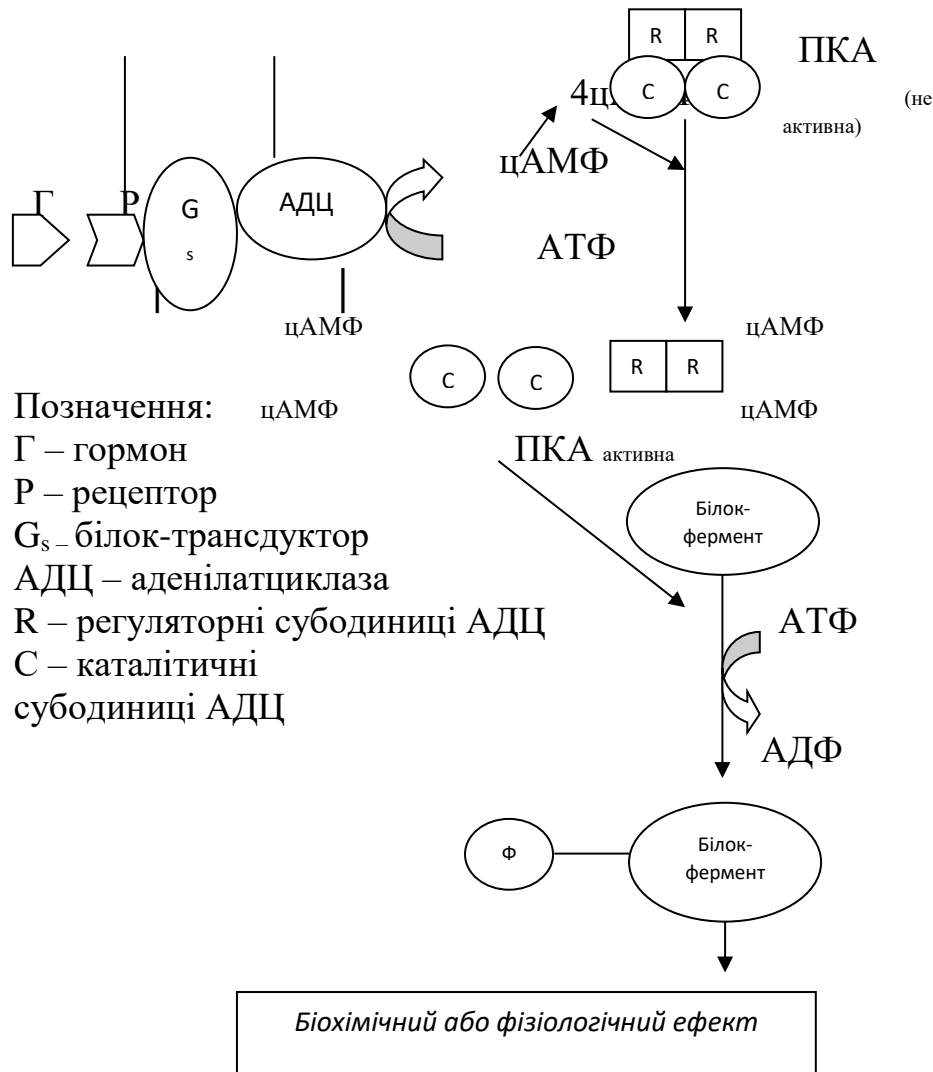 R R
ПКА
C C
(не
активна)
цАМФ
Г Р G
s
АДЦ
АТФ
цАМФ цАМФ
C C R R
Позначення: цАМФ цАМФ
Г – гормон
ПКА активна
Р – рецептор
Gs – білок-трансдуктор
Білок-
фермент
АДЦ – аденілатциклаза
R – регуляторні субодиниці АДЦ
АТФ
С – каталітичні
субодиниці АДЦ
АДФ
Ф
Білок-
фермент
Біохімічний або фізіологічний ефект